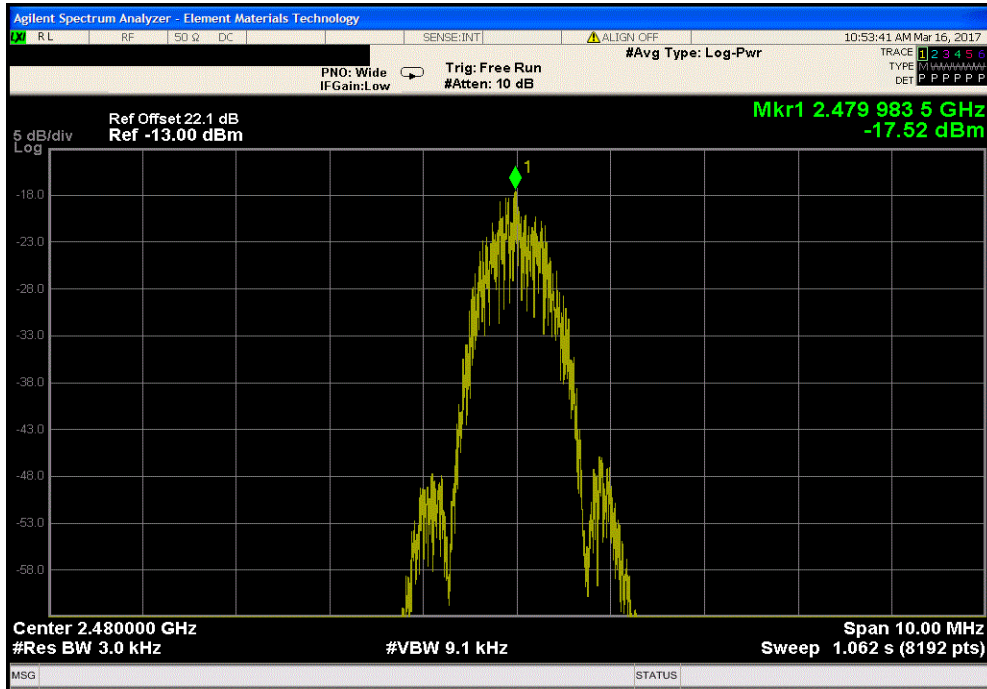 Agilent Spectrum Analyzer - Element Materials Technology
LXI RL RF 50 Ω DC SENSE:INT ALIGN OFF 10:53:41 AM Mar 16, 2017
#Avg Type: Log-Pwr TRACE 1 2 3 4 5 6
PNO: Wide Trig: Free Run TYPE M W W W W W
IFGain:Low #Atten: 10 dB DET P P P P P P
Mkr1 2.479 983 5 GHz
Ref Offset 22.1 dB
5 dB/div Ref -13.00 dBm -17.52 dBm
Log
1
-18.0
-23.0
-28.0
-33.0
-38.0
-43.0
-48.0
-53.0
-58.0
Center 2.480000 GHz Span 10.00 MHz
#Res BW 3.0 kHz #VBW 9.1 kHz Sweep 1.062 s (8192 pts)
MSG STATUS